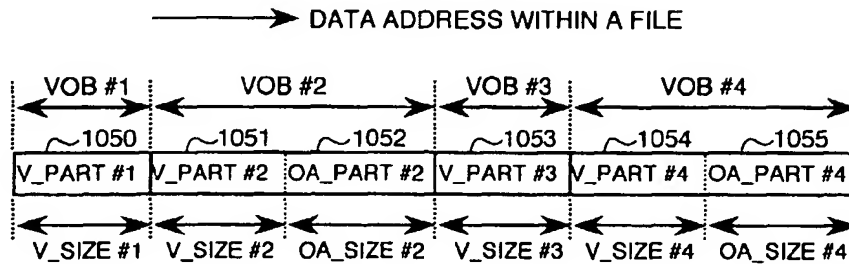 DATA ADDRESS WITHIN A FILE
VOB #1 VOB #2 VOB #3 VOB #4
1050 1051 1052 1053 1054 1055
V_PART #1 V_PART #2 OA_PART #2 V_PART #3 V_PART #4 OA_PART #4
V_SIZE #1 V_SIZE #2 OA_SIZE #2 V_SIZE #3 V_SIZE #4 OA_SIZE #4